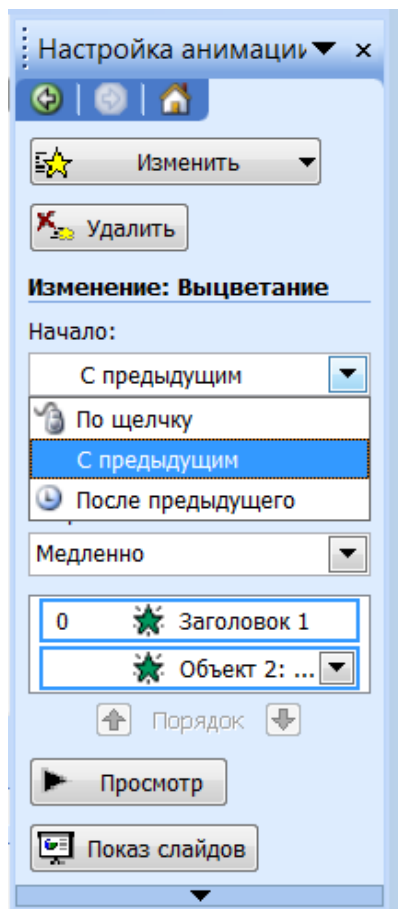 Настройка анимации
Изменить
Удалить
Изменение: Выцветание
Начало:
С предыдущим
По щелчку
С предыдущим
После предыдущего
Медленно
0 Заголовок 1
Объект 2: ...
Порядок
Просмотр
Показ слайдов